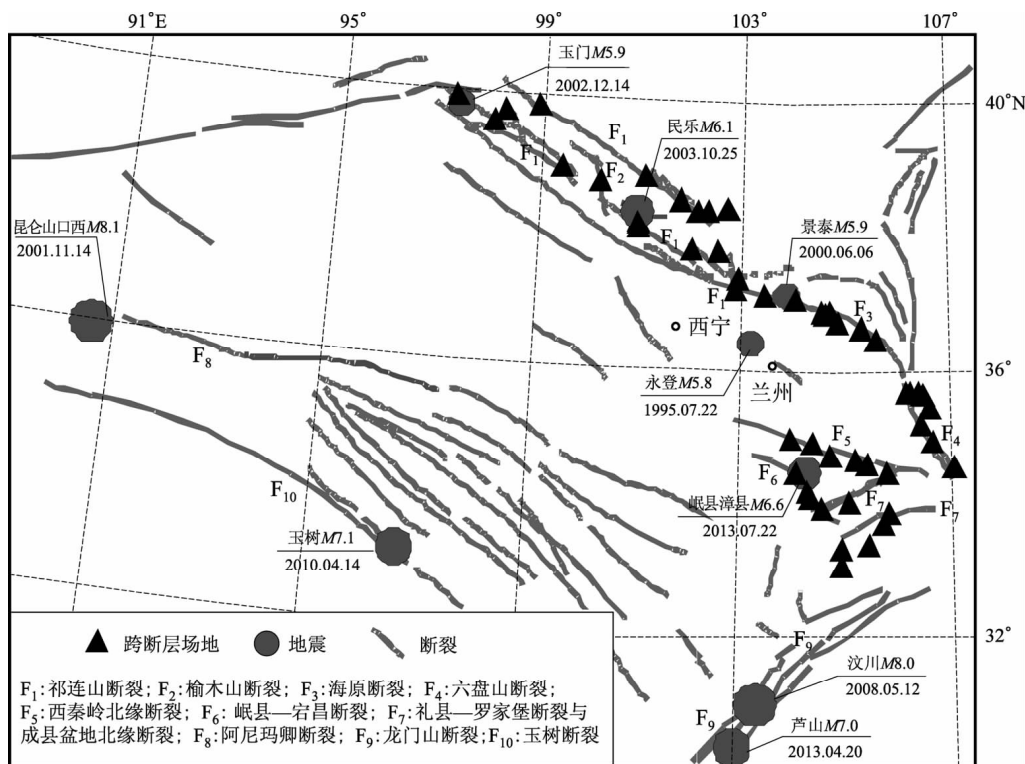 91°E
95°
99°
103°
107°
玉门M5.9
2002.12.14
40°N
F1
民乐M6.1
2003.10.25
F1
F2
昆仑山口西M8.1
2001.11.14
景泰M5.9
2000.06.06
F1
F1
F3
西宁
F8
永登M5.8
1995.07.22
兰州
36°
F5
F4
F6
F10
岷县漳县M6.6
2013.07.22
F7
F7
玉树M7.1
2010.04.14
32°
F9
跨断层场地 地震 断裂
汶川M8.0
2008.05.12
F1:祁连山断裂; F2:榆木山断裂; F3:海原断裂; F4:六盘山断裂;
F5:西秦岭北缘断裂; F6: 岷县—宕昌断裂; F7:礼县—罗家堡断裂与
成县盆地北缘断裂; F8:阿尼玛卿断裂; F9:龙门山断裂;F10:玉树断裂
F9
芦山M7.0
2013.04.20